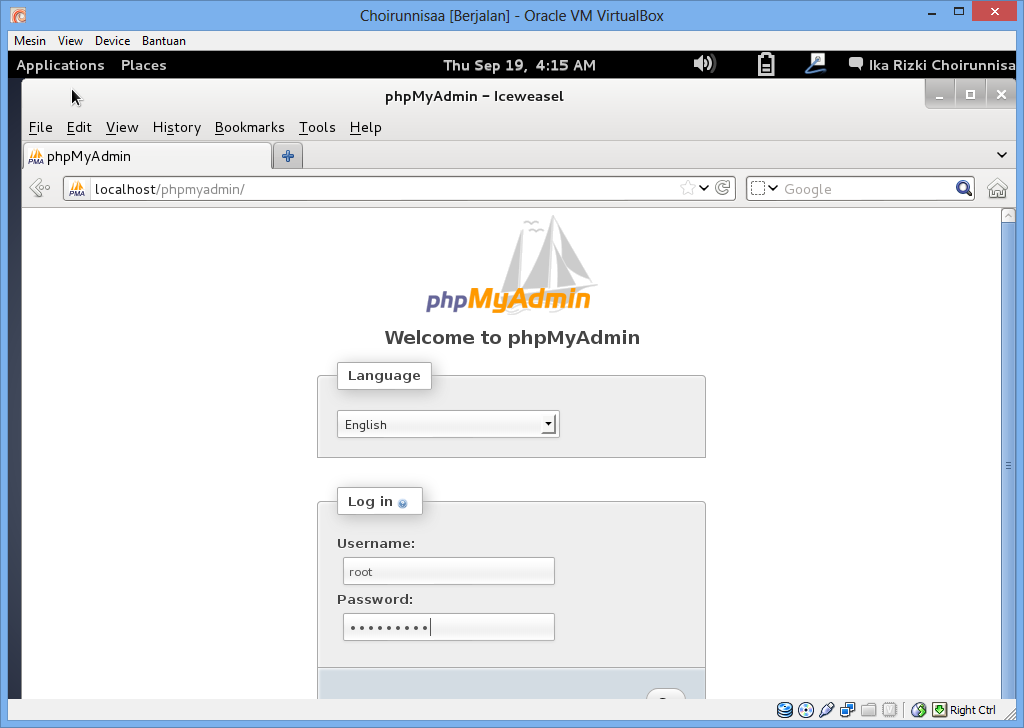 Choirunnisaa [Berjalan] - Oracle VM VirtualBox
Mesin View Device Bantuan
Applications Places Thu Sep 19, 4:15 AM Ika Rizki Choirunnisa
phpMyAdmin - Iceweasel
File Edit View History Bookmarks Tools Help
PMA phpMyAdmin
PMA localhost/phpmyadmin/ Google
phpMyAdmin
Welcome to phpMyAdmin
Language
English
Log in
Username:
root
Password:
•••••••••
Right Ctrl